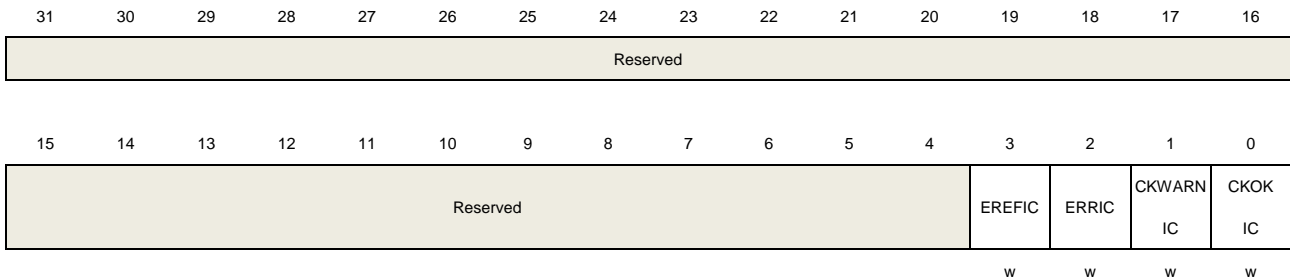 31 30 29 28 27 26 25 24 23 22 21 20 19 18 17 16
Reserved
15 14 13 12 11 10 9 8 7 6 5 4 3 2 1 0
Reserved EREFIC ERRIC CKWARN IC CKOK IC
w w w w